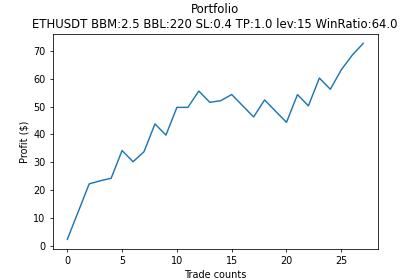 Portfolio
ETHUSDT BBM:2.5 BBL:220 SL:0.4 TP:1.0 lev:15 WinRatio:64.0
70
60
50
40
30
20
10
0
Profit ($)
0 5 10 15 20 25
Trade counts